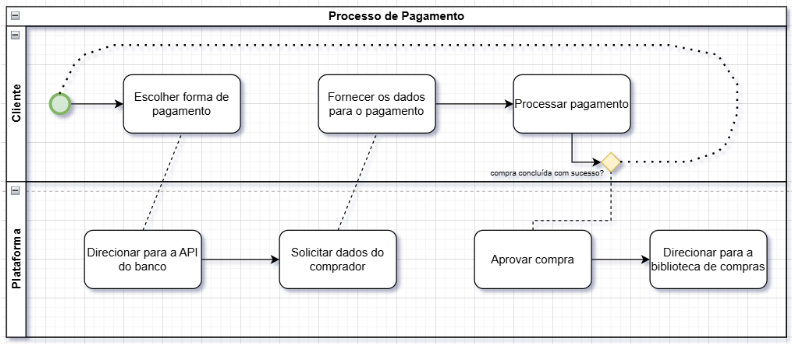 Processo de Pagamento
Cliente
Escolher forma de
pagamento
Fornecer os dados
para o pagamento
Processar pagamento
compra concluída com sucesso?
Plataforma
Direcionar para a API
do banco
Solicitar dados do
comprador
Aprovar compra
Direcionar para a
biblioteca de compras